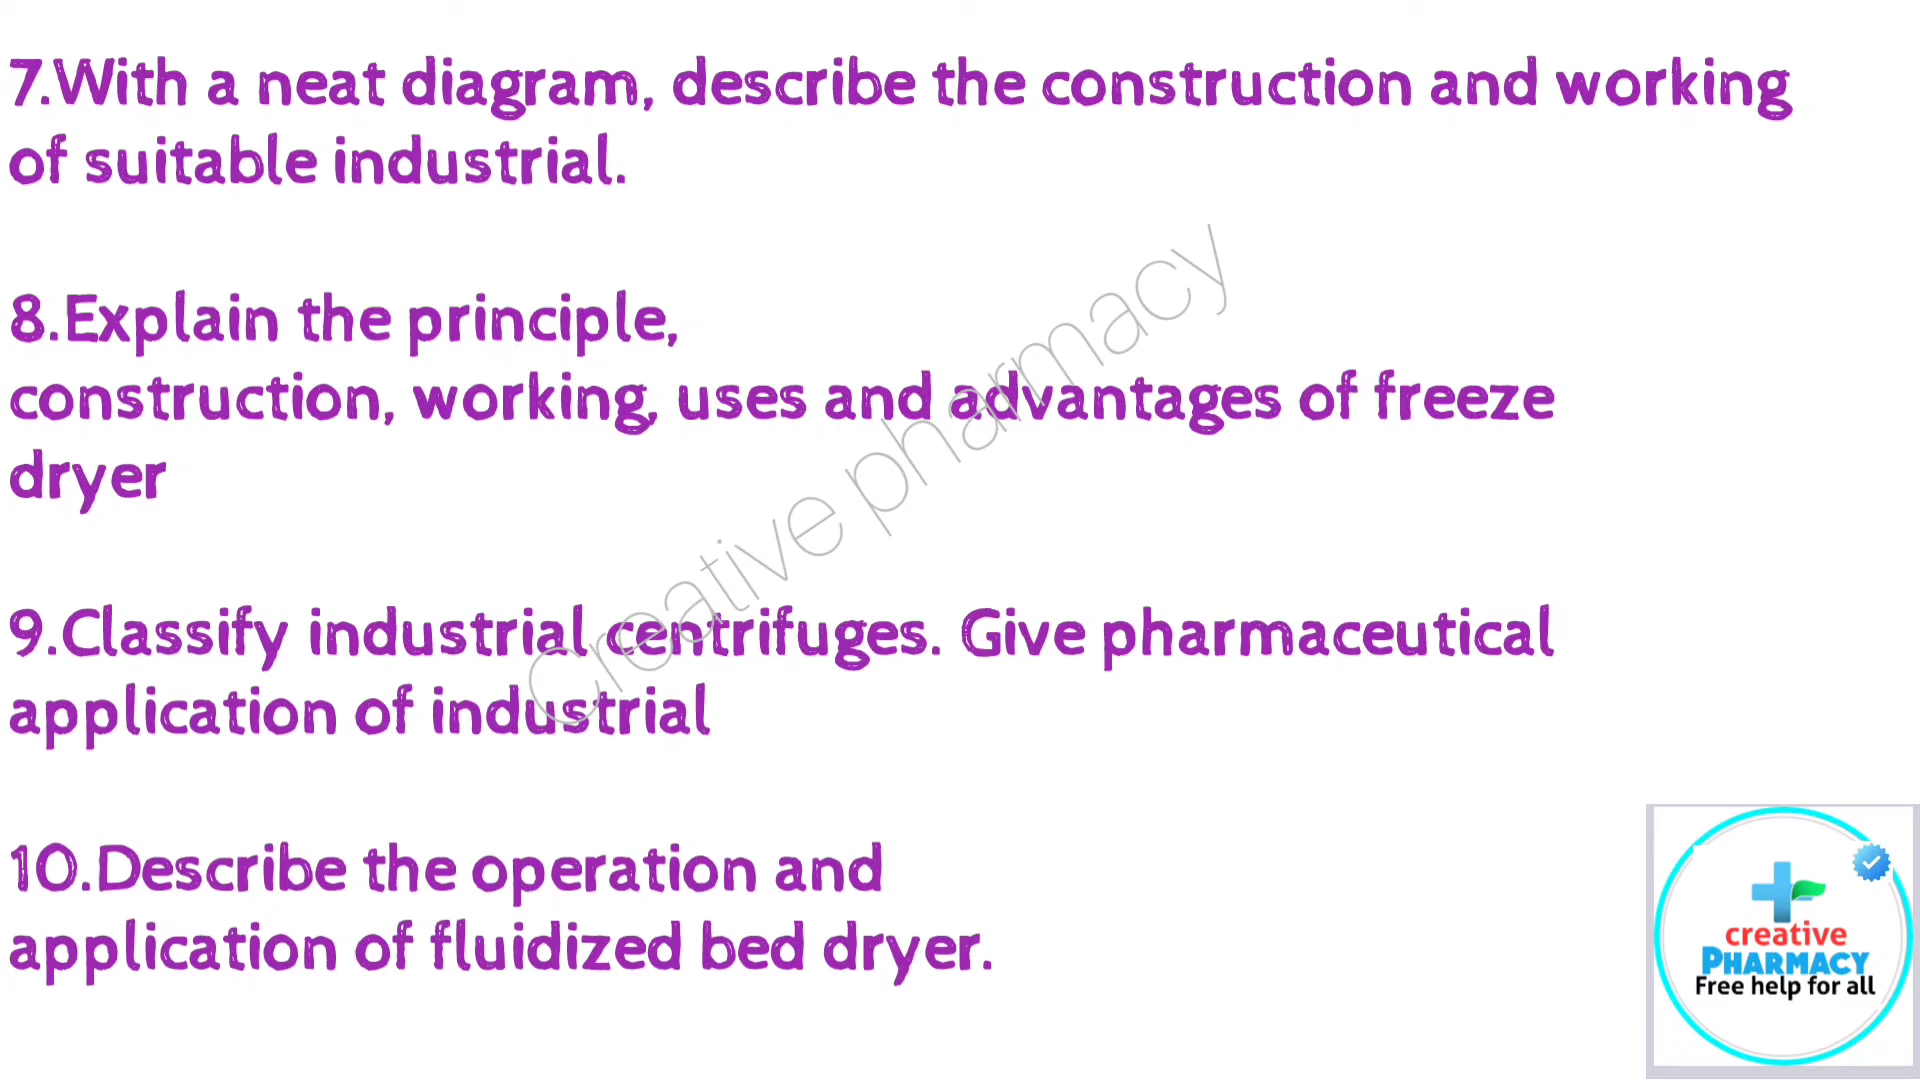 7.With a neat diagram, describe the construction and working
of suitable industrial.
8.Explain the principle,
construction, working, uses and advantages of freeze
dryer
9.Classify industrial centrifuges. Give pharmaceutical
application of industrial
10.Describe the operation and
application of fluidized bed dryer.
Creative pharmacy
creative
PHARMACY
Free help for all